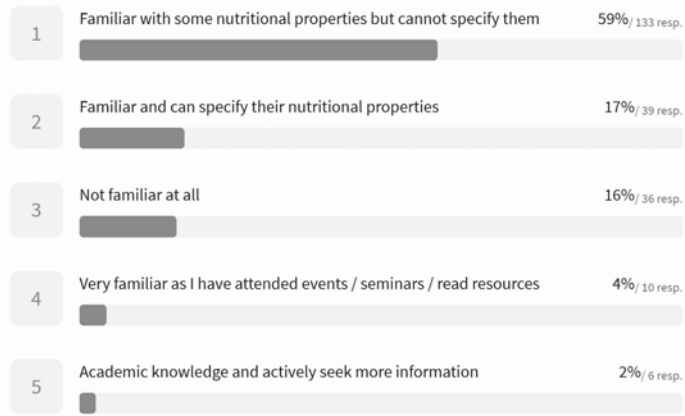 1
Familiar with some nutritional properties but cannot specify them 59%/ 133 resp.
2
Familiar and can specify their nutritional properties 17%/ 39 resp.
3
Not familiar at all 16%/ 36 resp.
4
Very familiar as I have attended events / seminars / read resources 4%/ 10 resp.
5
Academic knowledge and actively seek more information 2%/ 6 resp.